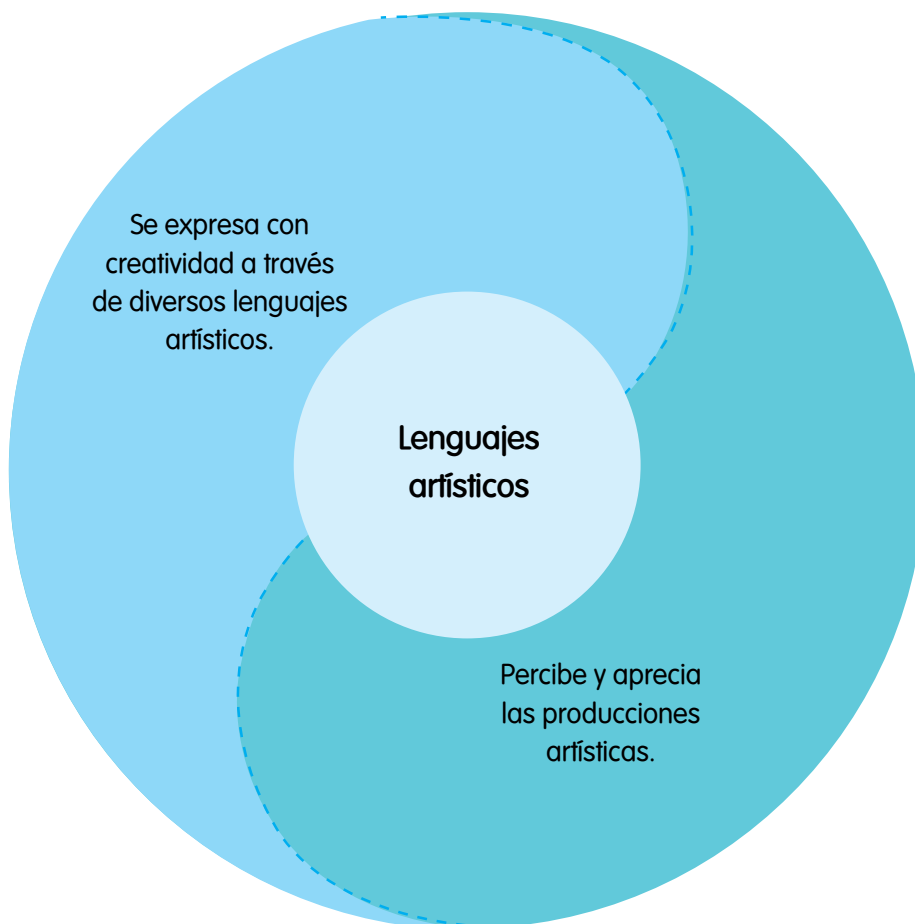 Se expresa con
creatividad a través
de diversos lenguajes
artísticos.
Lenguajes
artísticos
Percibe y aprecia
las producciones
artísticas.